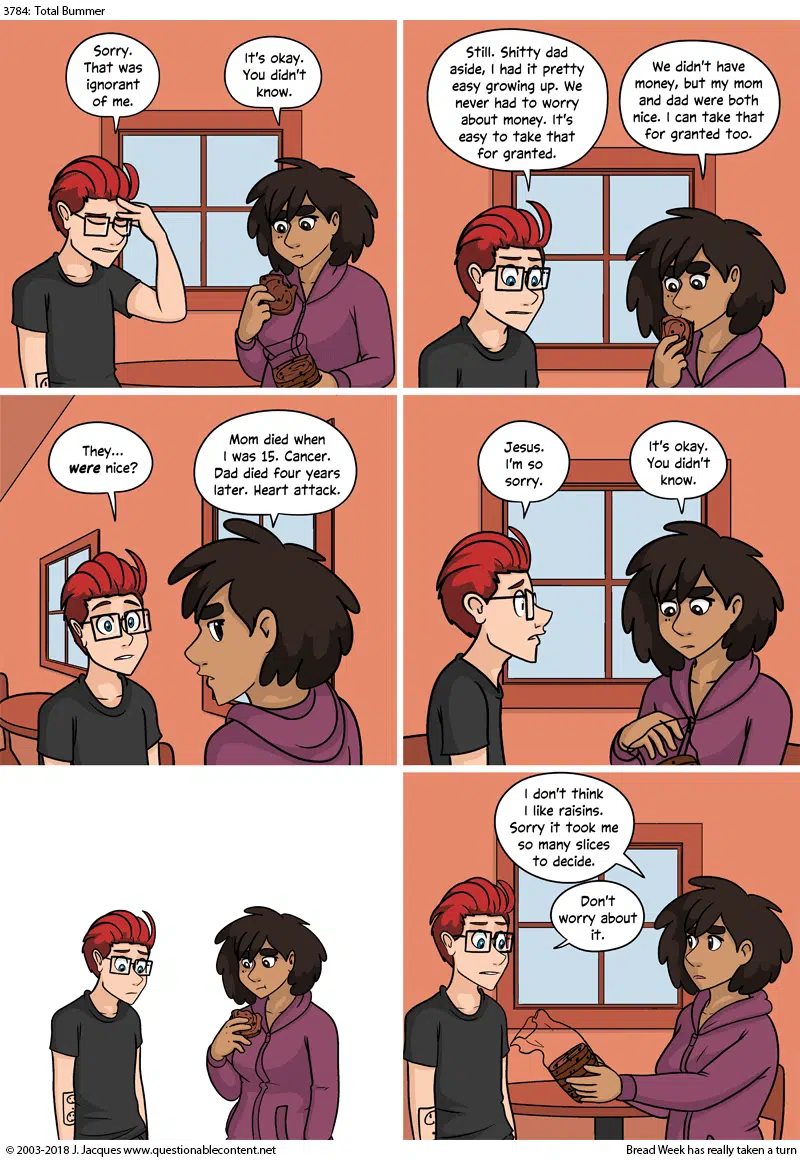 3784: Total Bummer
Sorry.
That was
ignorant
of me.
It's okay.
You didn't
know.
Still. Shitty dad
aside, I had it pretty
easy growing up. We
never had to worry
about money. It's
easy to take that
for granted.
We didn't have
money, but my mom
and dad were both
nice. I can take that
for granted too.
They...
were nice?
Mom died when
I was 15. Cancer.
Dad died four years
later. Heart attack.
Jesus.
I'm so
sorry.
It's okay.
You didn't
know.
I don't think
I like raisins.
Sorry it took me
so many slices
to decide.
Don't
worry about
it.
© 2003-2018 J. Jacques www.questionablecontent.net
Bread Week has really taken a turn